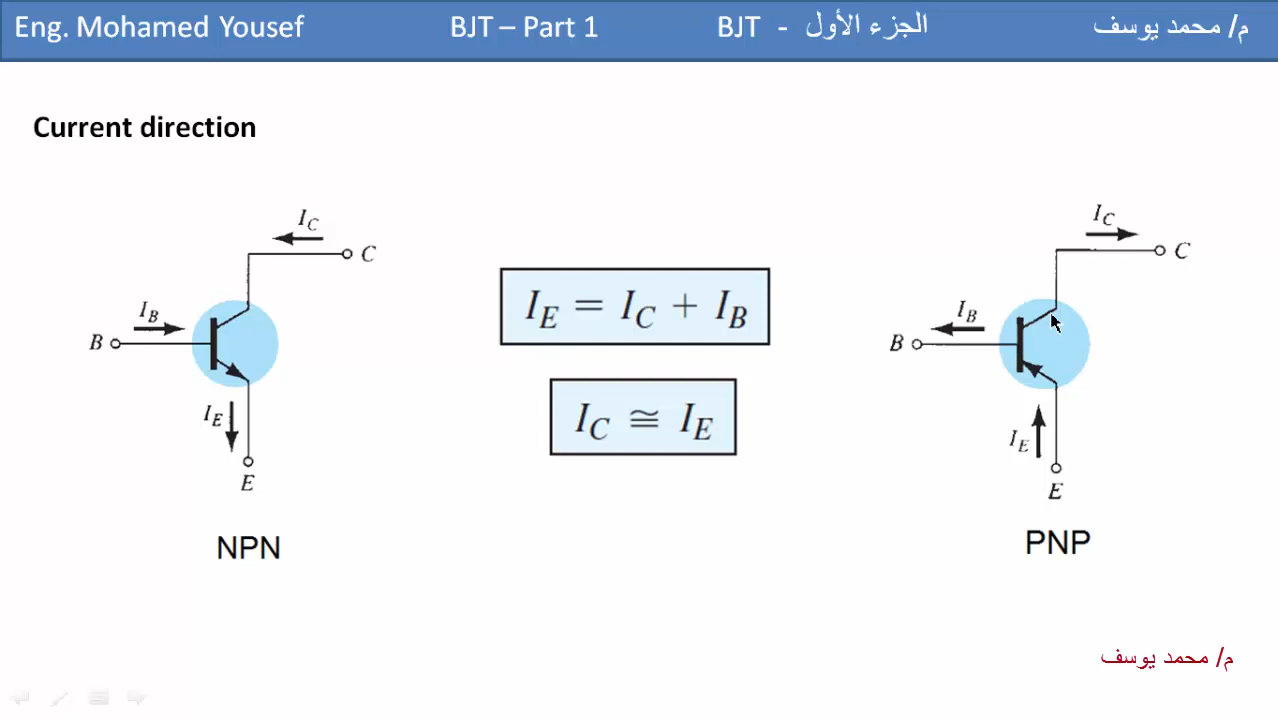 Eng. Mohamed Yousef
BJT – Part 1
BJT - الجزء الأول
م/ محمد يوسف
Current direction
I_C
C
I_B
B
I_E
E
NPN
I_E = I_C + I_B
I_C ≅ I_E
I_C
C
I_B
B
I_E
E
PNP
م/ محمد يوسف